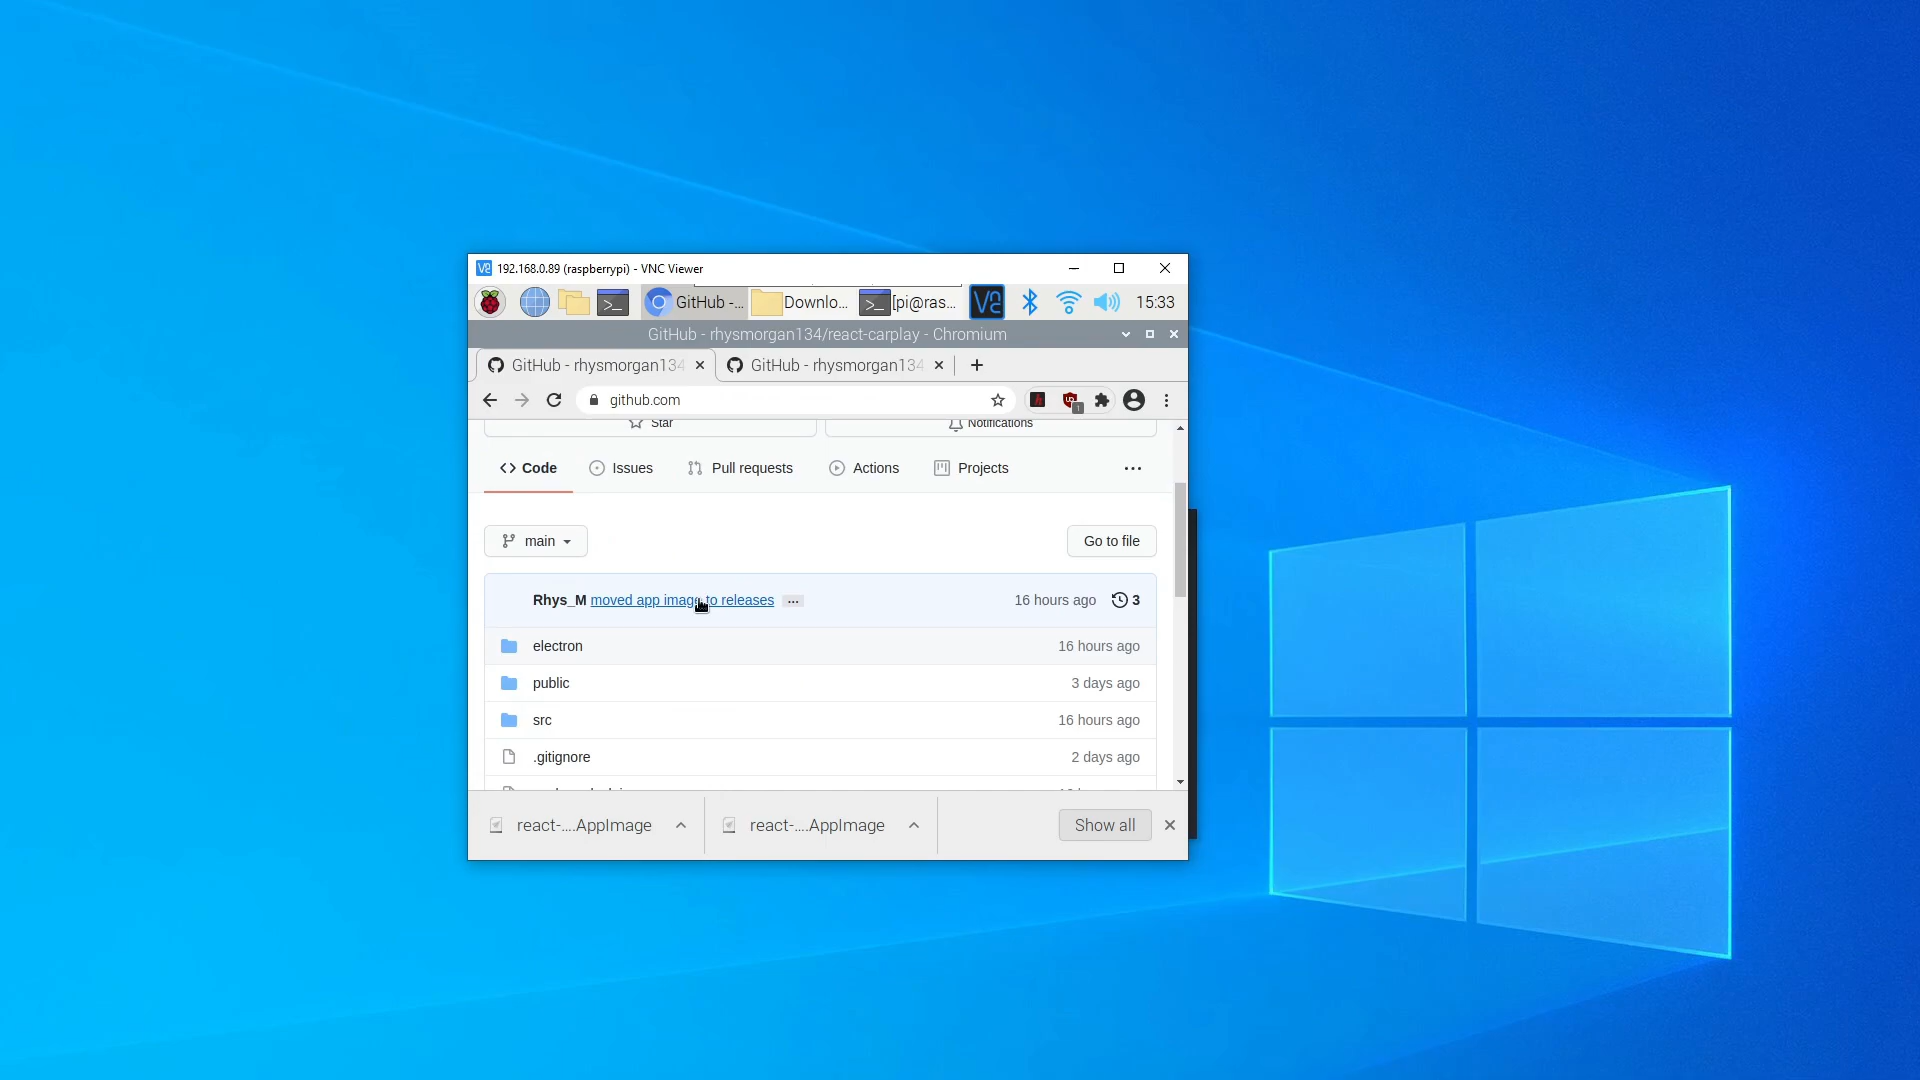 192.168.0.89 (raspberrypi) - VNC Viewer
GitHub -... Downlo... [pi@ras... 15:33
GitHub - rhysmorgan134/react-carplay - Chromium
GitHub - rhysmorgan134 GitHub - rhysmorgan134
github.com
Star Notifications
Code Issues Pull requests Actions Projects
main Go to file
Rhys_M moved app image to releases ... 16 hours ago 3
electron 16 hours ago
public 3 days ago
src 16 hours ago
.gitignore 2 days ago
react-....AppImage react-....AppImage Show all